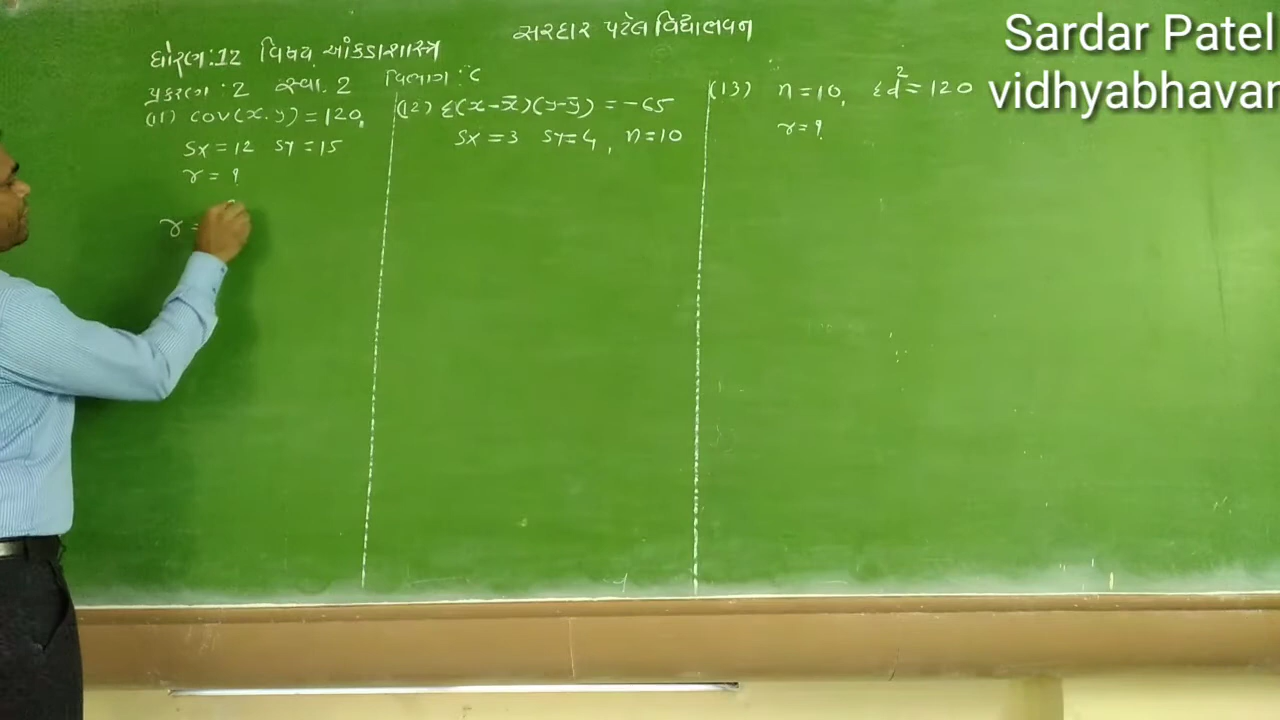 સરદાર પટેલ વિદ્યાલવન
Sardar Patel
vidhyabhavan
ધોરણ:12 વિષય આંકડાશાસ્ત્ર
પ્રકરણ:2 સ્વા.2 વિભાગ:C
(11) cov(x.y)=120,
Sx=12 Sy=15
r=?
r=
(12) Σ(x-x̄)(y-ȳ)=-65
Sx=3 Sy=4, n=10
(13) n=10, Σd²=120
r=?